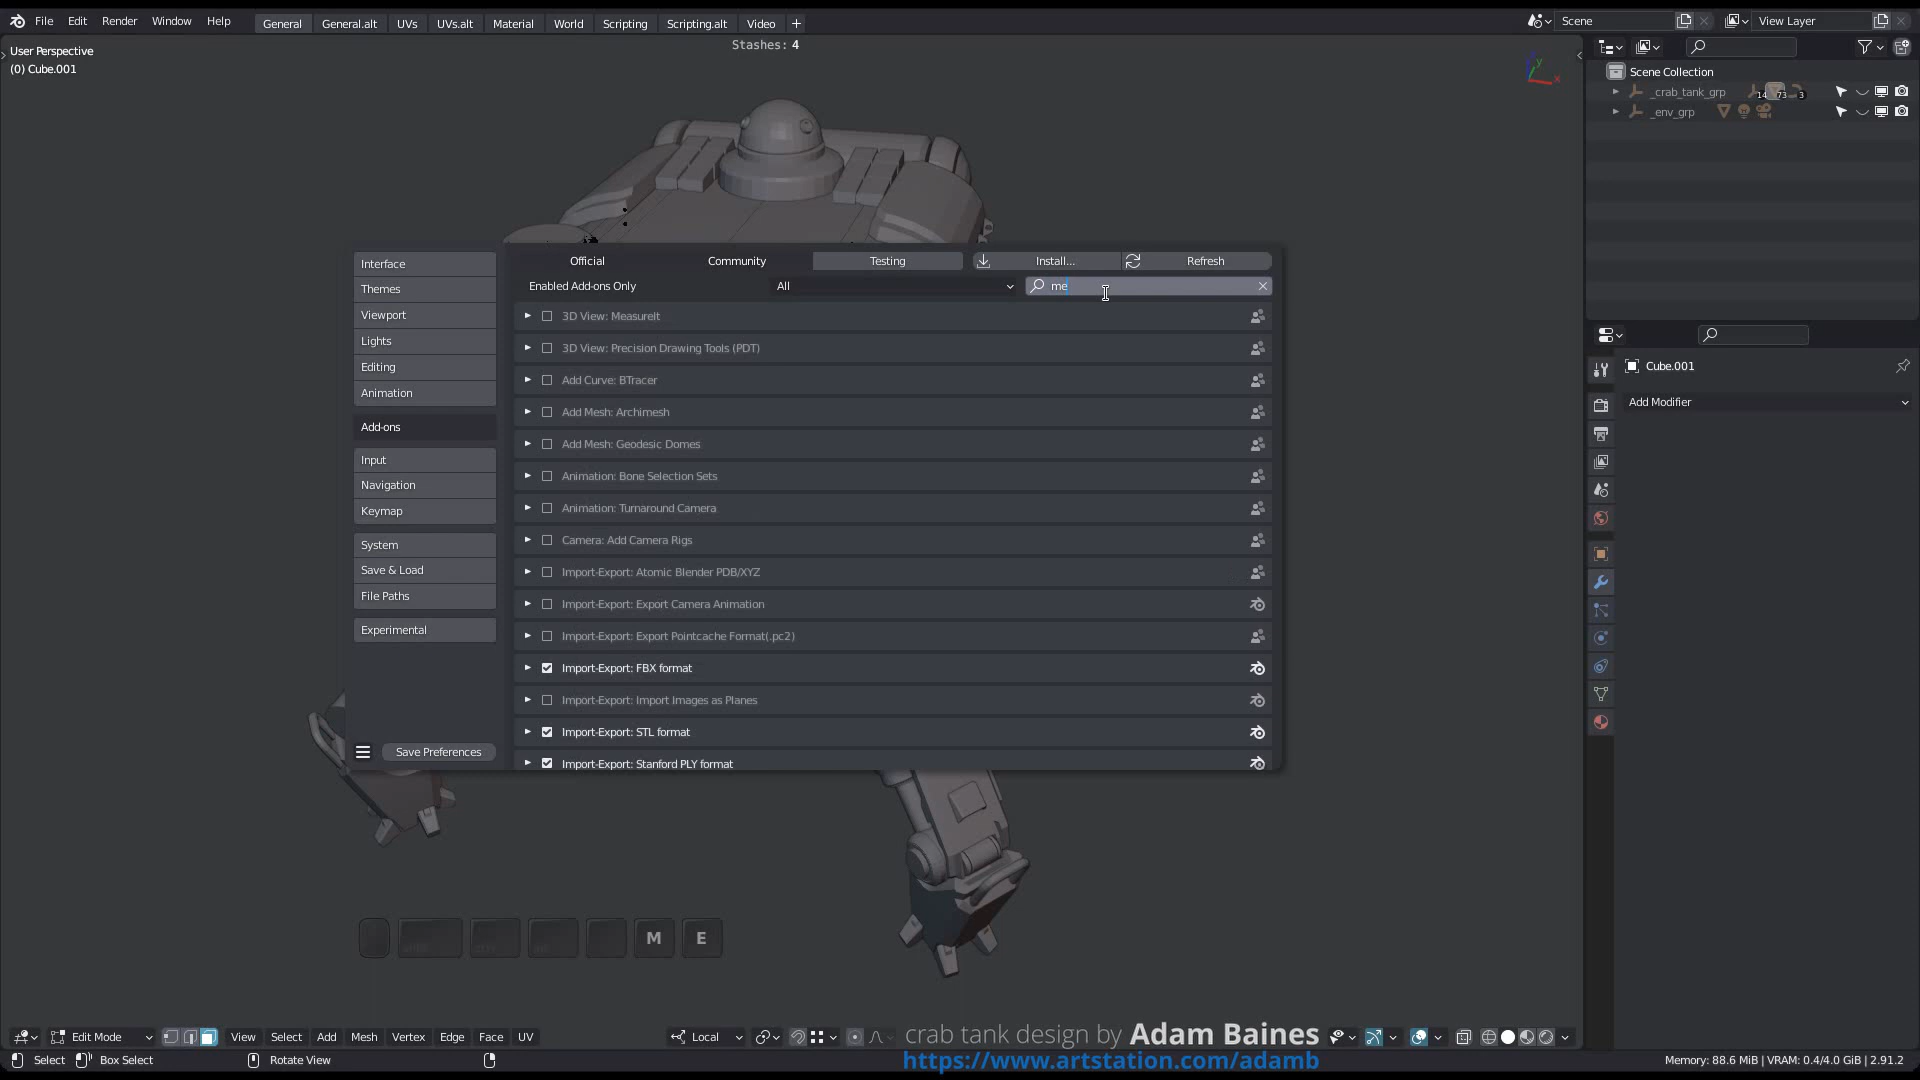 File Edit Render Window Help General General.alt UVs UVs.alt Material World Scripting Scripting.alt Video + Scene View Layer
User Perspective
(0) Cube.001
Stashes: 4
Scene Collection
_crab_tank_grp 14 73 3
_env_grp
Cube.001
Add Modifier
Interface
Themes
Viewport
Lights
Editing
Animation
Add-ons
Input
Navigation
Keymap
System
Save & Load
File Paths
Experimental
Save Preferences
Official Community Testing Install... Refresh
Enabled Add-ons Only All me
3D View: MeasureIt
3D View: Precision Drawing Tools (PDT)
Add Curve: BTracer
Add Mesh: Archimesh
Add Mesh: Geodesic Domes
Animation: Bone Selection Sets
Animation: Turnaround Camera
Camera: Add Camera Rigs
Import-Export: Atomic Blender PDB/XYZ
Import-Export: Export Camera Animation
Import-Export: Export Pointcache Format(.pc2)
Import-Export: FBX format
Import-Export: Import Images as Planes
Import-Export: STL format
Import-Export: Stanford PLY format
M E
Edit Mode View Select Add Mesh Vertex Edge Face UV Local
crab tank design by Adam Baines
https://www.artstation.com/adamb
Select Box Select Rotate View
Memory: 88.6 MiB | VRAM: 0.4/4.0 GiB | 2.91.2